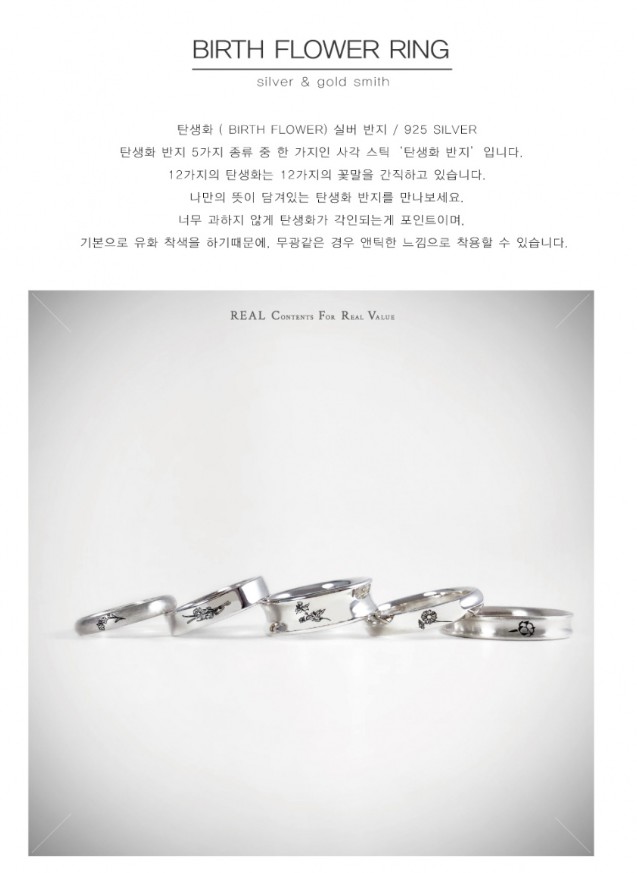 BIRTH FLOWER RING
silver & gold smith
탄생화 ( BIRTH FLOWER) 실버 반지 / 925 SILVER
탄생화 반지 5가지 종류 중 한 가지인 사각 스틱 '탄생화 반지' 입니다.
12가지의 탄생화는 12가지의 꽃말을 간직하고 있습니다.
나만의 뜻이 담겨있는 탄생화 반지를 만나보세요.
너무 과하지 않게 탄생화가 각인되는게 포인트이며,
기본으로 유화 착색을 하기때문에, 무광같은 경우 앤틱한 느낌으로 착용할 수 있습니다.
REAL CONTENTS FOR REAL VALUE